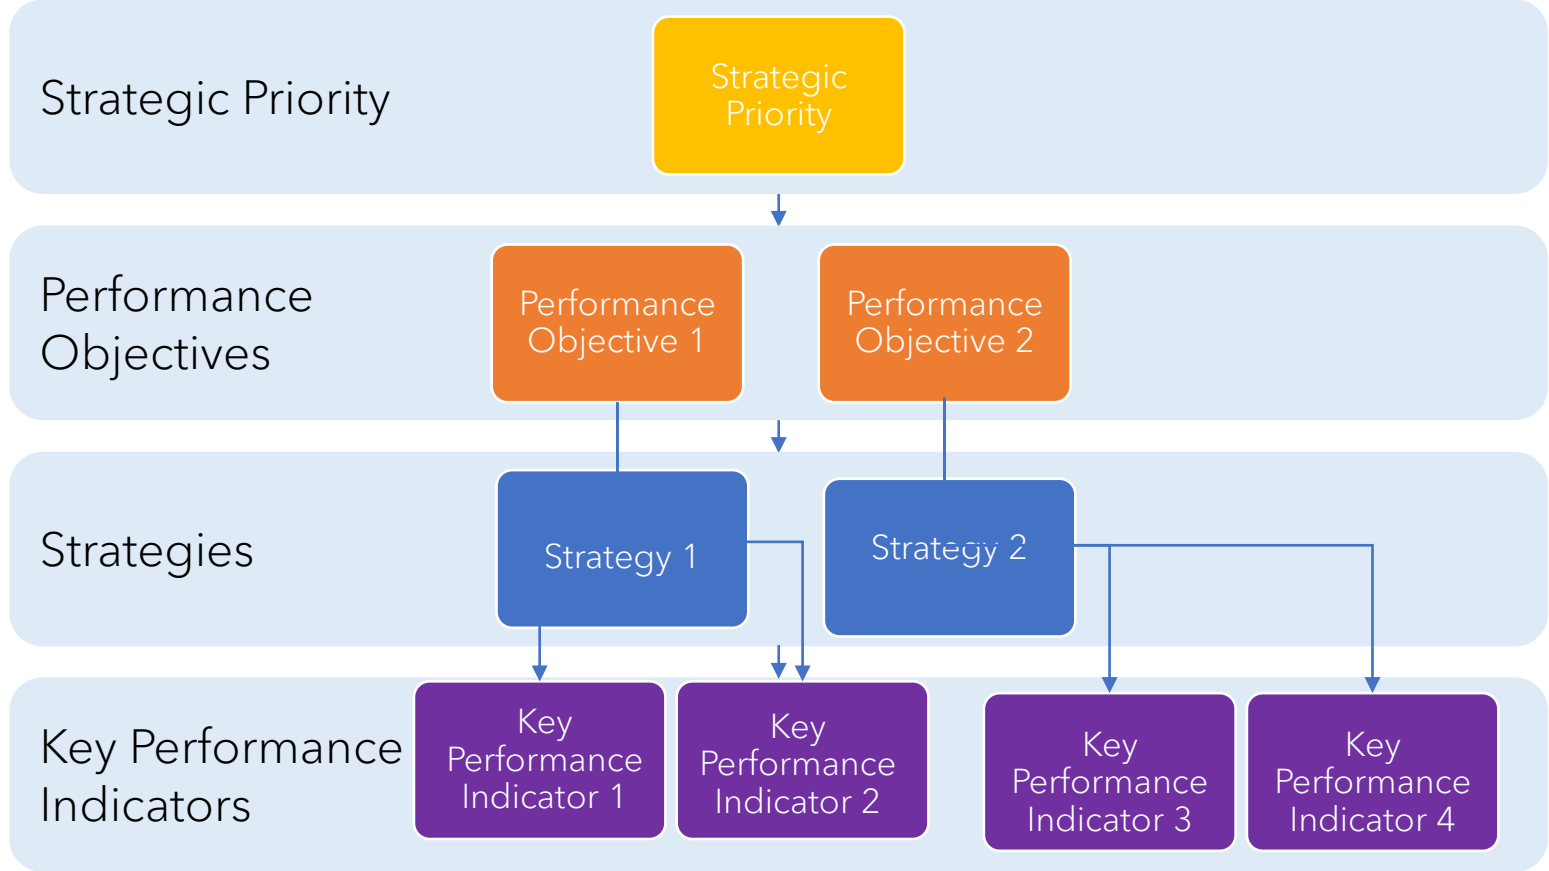 Strategic Priority
Strategic
Priority
Performance
Objectives
Performance
Objective 1
Performance
Objective 2
Strategies
Strategy 1
Strategy 2
Key Performance
Indicators
Key
Performance
Indicator 1
Key
Performance
Indicator 2
Key
Performance
Indicator 3
Key
Performance
Indicator 4